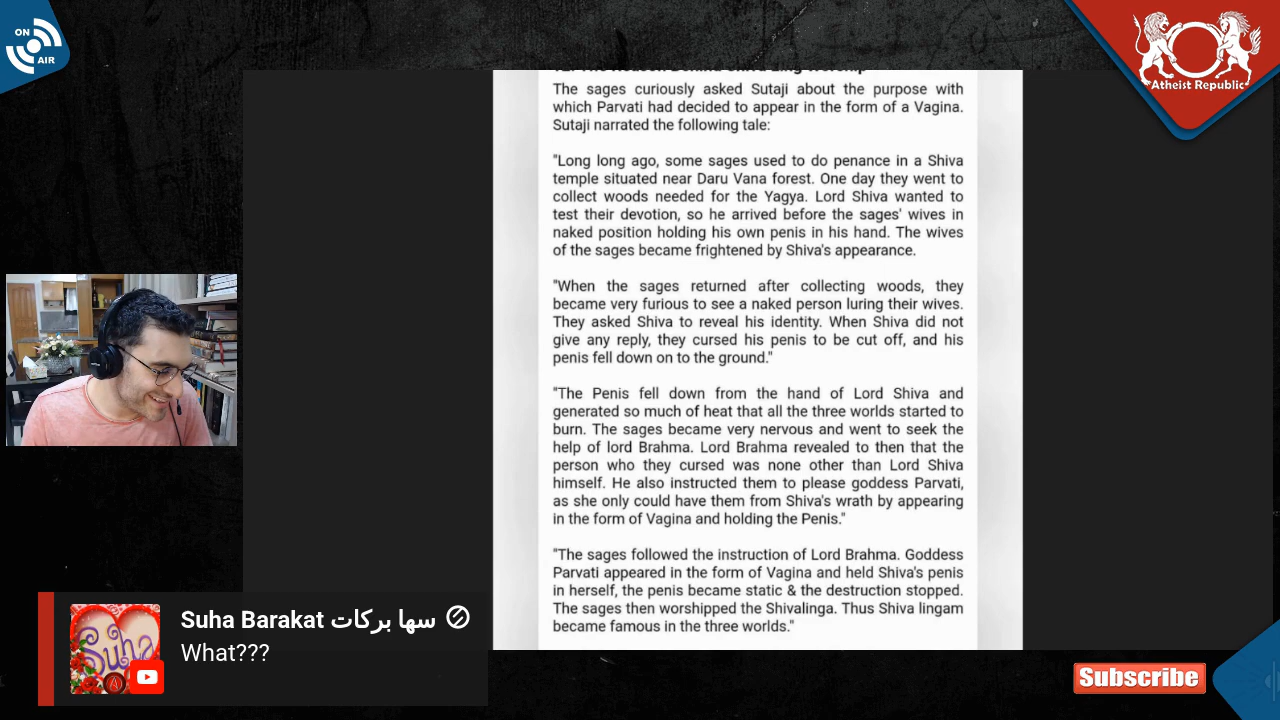 ON
AIR
Atheist Republic
The sages curiously asked Sutaji about the purpose with
which Parvati had decided to appear in the form of a Vagina.
Sutaji narrated the following tale:
"Long long ago, some sages used to do penance in a Shiva
temple situated near Daru Vana forest. One day they went to
collect woods needed for the Yagya. Lord Shiva wanted to
test their devotion, so he arrived before the sages' wives in
naked position holding his own penis in his hand. The wives
of the sages became frightened by Shiva's appearance.
"When the sages returned after collecting woods, they
became very furious to see a naked person luring their wives.
They asked Shiva to reveal his identity. When Shiva did not
give any reply, they cursed his penis to be cut off, and his
penis fell down on to the ground."
"The Penis fell down from the hand of Lord Shiva and
generated so much of heat that all the three worlds started to
burn. The sages became very nervous and went to seek the
help of lord Brahma. Lord Brahma revealed to then that the
person who they cursed was none other than Lord Shiva
himself. He also instructed them to please goddess Parvati,
as she only could have them from Shiva's wrath by appearing
in the form of Vagina and holding the Penis."
"The sages followed the instruction of Lord Brahma. Goddess
Parvati appeared in the form of Vagina and held Shiva's penis
in herself, the penis became static & the destruction stopped.
The sages then worshipped the Shivalinga. Thus Shiva lingam
became famous in the three worlds."
Suha
Suha Barakat سها بركات
What???
Subscribe